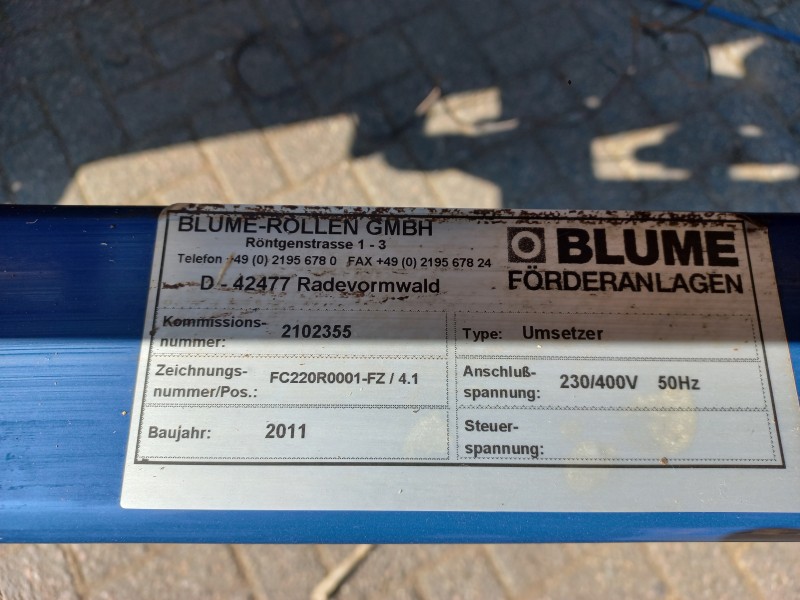 BLUME-ROLLEN GMBH
Röntgenstrasse 1 - 3
Telefon +49 (0) 2195 678 0 FAX +49 (0) 2195 678 24
D - 42477 Radevormwald
BLUME
FÖRDERANLAGEN
Kommissions-
nummer: 2102355
Type: Umsetzer
Zeichnungs-
nummer/Pos.: FC220R0001-FZ / 4.1
Anschluß-
spannung: 230/400V 50Hz
Baujahr: 2011
Steuer-
spannung: